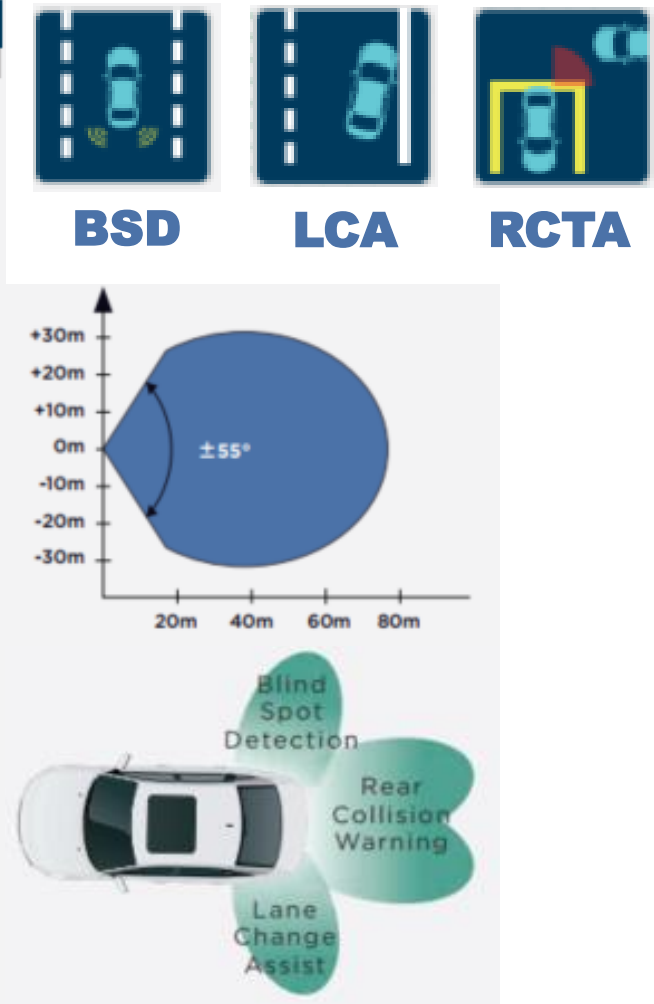 BSD
LCA
RCTA
+30m
+20m
+10m
0m
-10m
-20m
-30m
±55°
20m
40m
60m
80m
Blind
Spot
Detection
Rear
Collision
Warning
Lane
Change
Assist